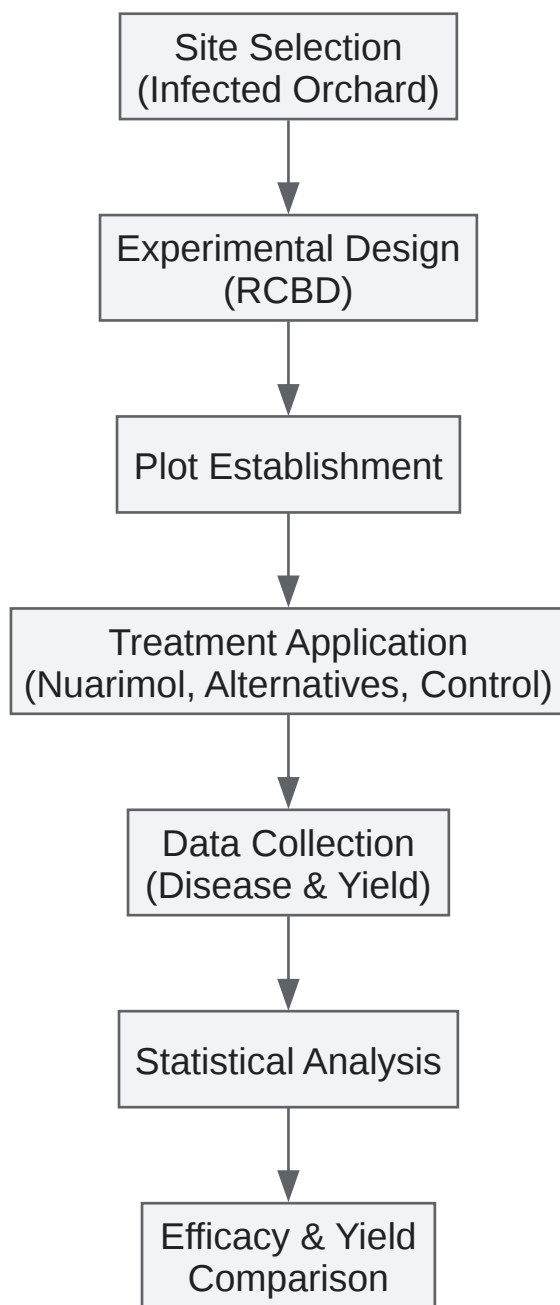 Site Selection
(Infected Orchard)
Experimental Design
(RCBD)
Plot Establishment
Treatment Application
(Nuarimol, Alternatives, Control)
Data Collection
(Disease & Yield)
Statistical Analysis
Efficacy & Yield
Comparison